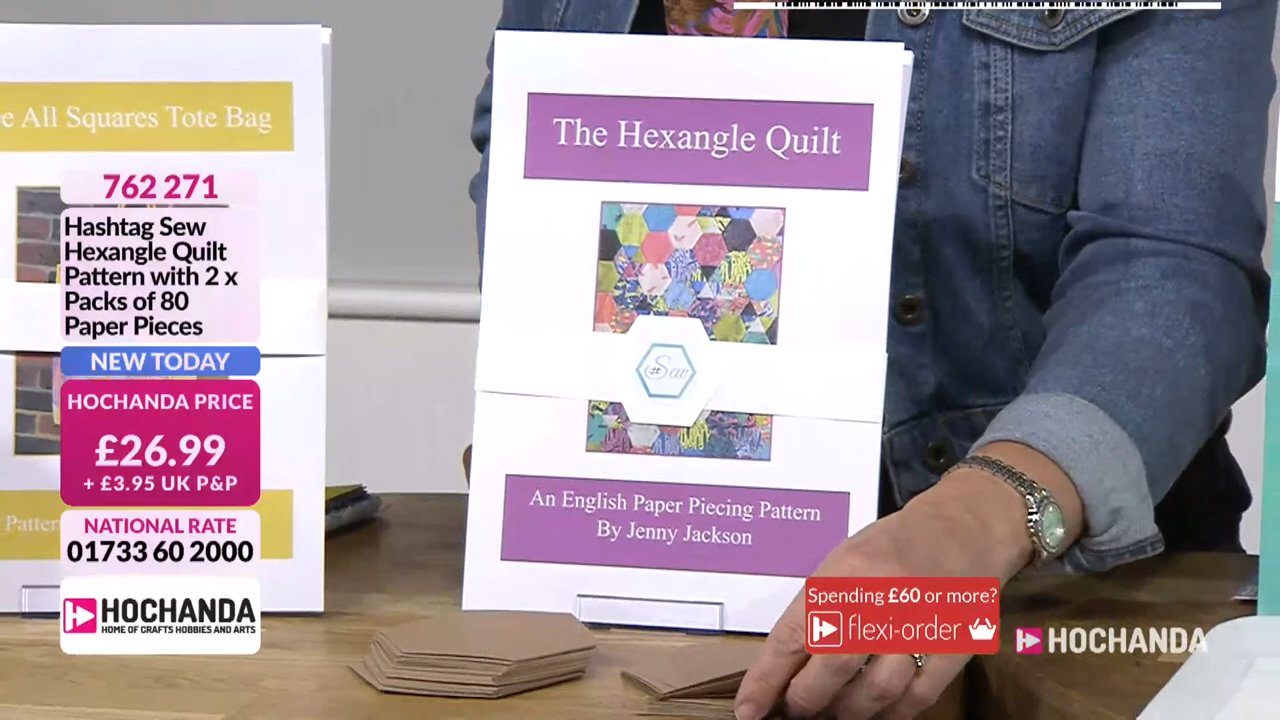 e All Squares Tote Bag
762 271
Hashtag Sew
Hexangle Quilt
Pattern with 2 x
Packs of 80
Paper Pieces
NEW TODAY
HOCHANDA PRICE
£26.99
+ £3.95 UK P&P
Patter
NATIONAL RATE
01733 60 2000
HOCHANDA
HOME OF CRAFTS HOBBIES AND ARTS
The Hexangle Quilt
#Sew
An English Paper Piecing Pattern
By Jenny Jackson
Spending £60 or more?
flexi-order
HOCHANDA